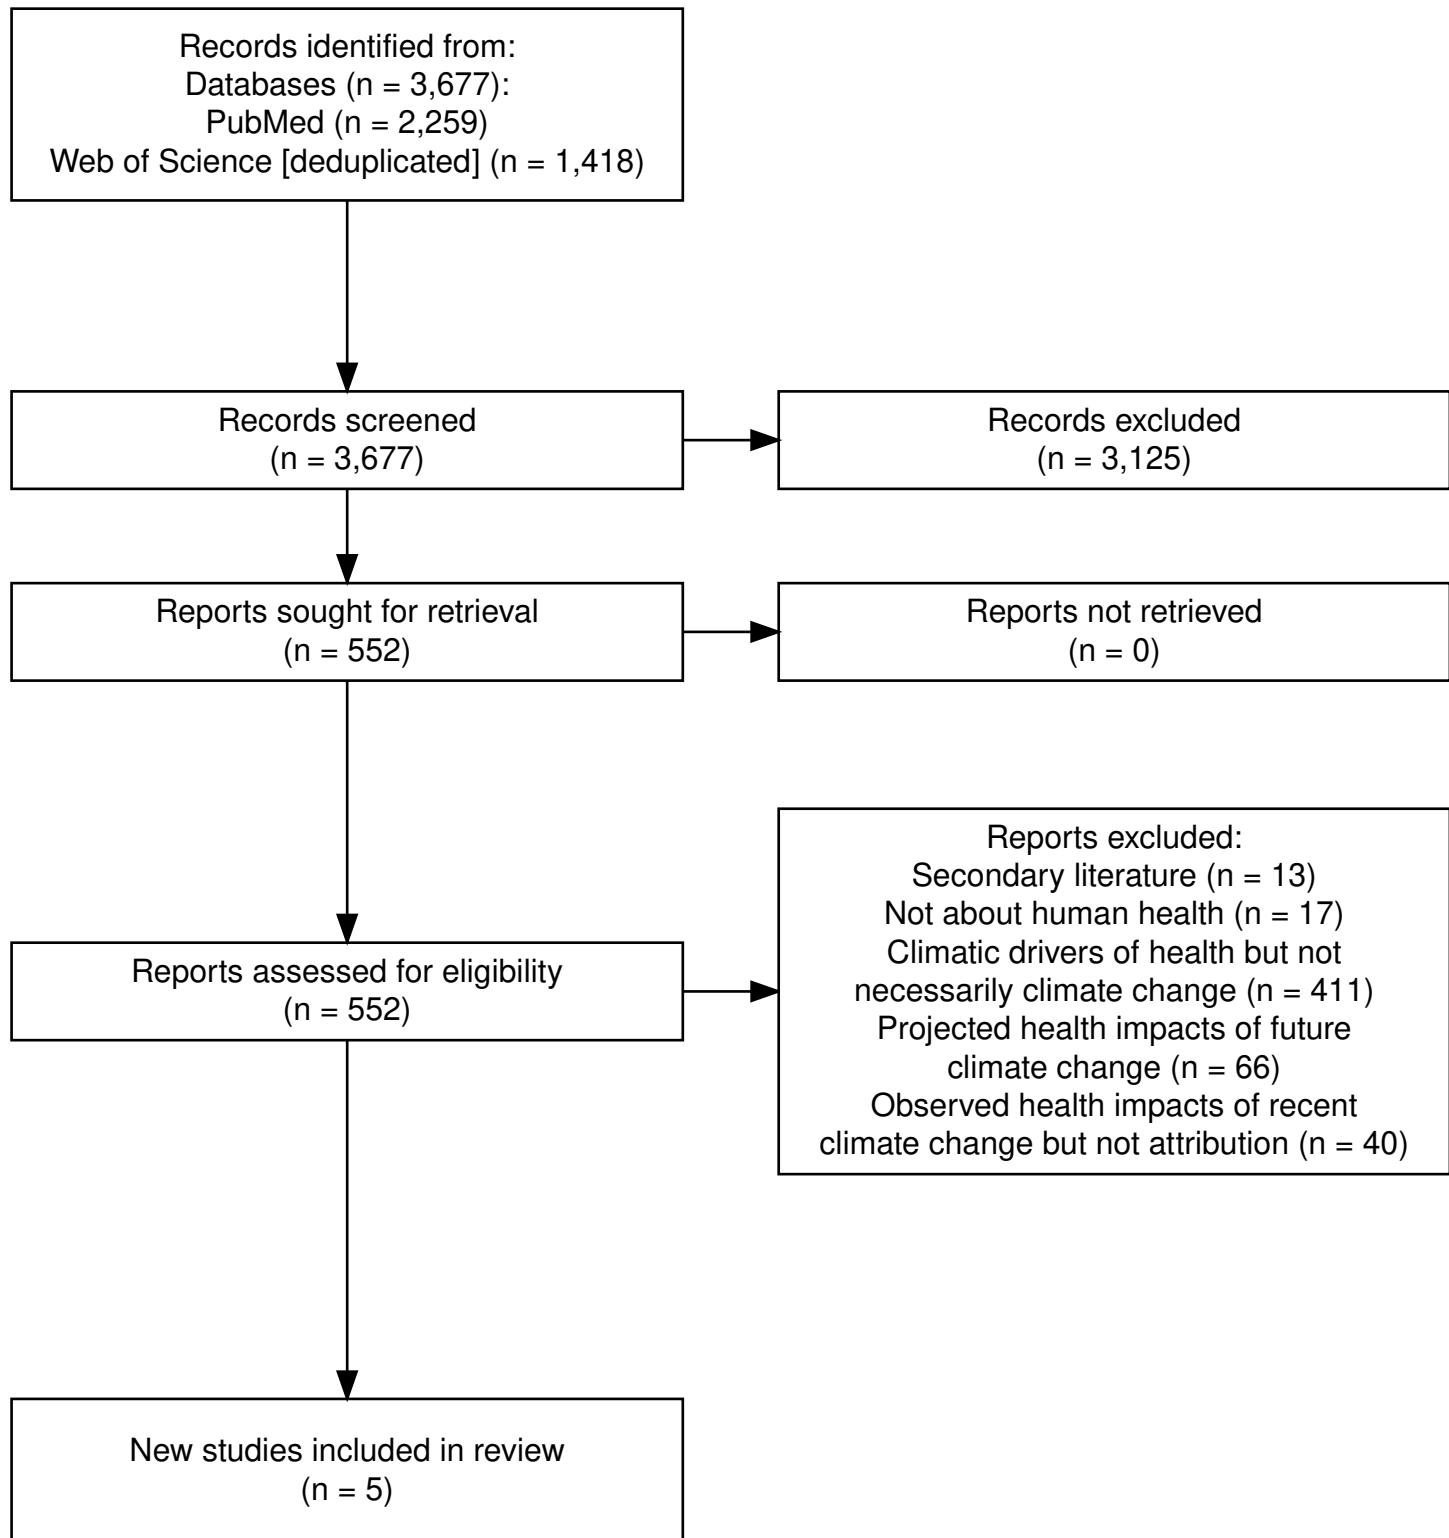 Records identified from:
Databases (n = 3,677):
PubMed (n = 2,259)
Web of Science [deduplicated] (n = 1,418)
Records screened
(n = 3,677)
Records excluded
(n = 3,125)
Reports sought for retrieval
(n = 552)
Reports not retrieved
(n = 0)
Reports assessed for eligibility
(n = 552)
Reports excluded:
Secondary literature (n = 13)
Not about human health (n = 17)
Climatic drivers of health but not
necessarily climate change (n = 411)
Projected health impacts of future
climate change (n = 66)
Observed health impacts of recent
climate change but not attribution (n = 40)
New studies included in review
(n = 5)